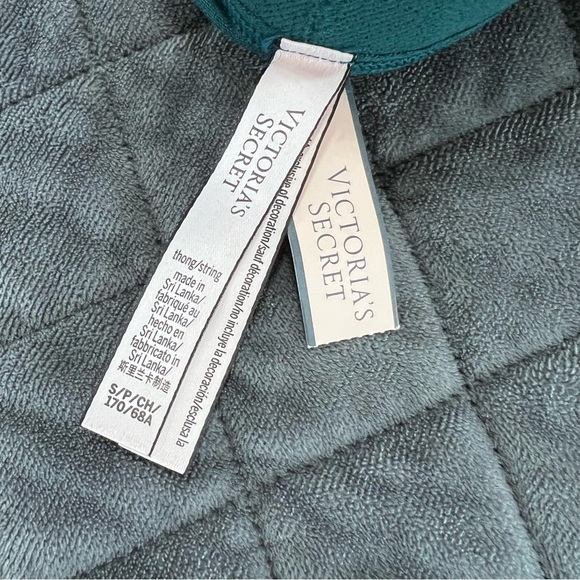 VICTORIA'S
SECRET
thong/string
made in
Sri Lanka/
fabriqué au
Sri Lanka/
hecho en
Sri Lanka/
fabbricato in
Sri Lanka/
斯里兰卡制造
S/P/CH/
170/68A
of decoration/sauf décoration/no incluye la decoración/esclusa la
VICTORIA'S
SECRET